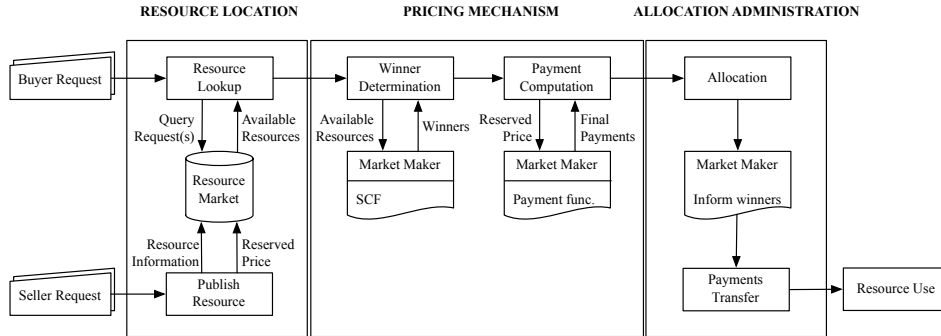 RESOURCE LOCATION
PRICING MECHANISM
ALLOCATION ADMINISTRATION
Buyer Request
Resource
Lookup
Winner
Determination
Payment
Computation
Allocation
Query
Request(s)
Available
Resources
Available
Resources
Winners
Reserved
Price
Final
Payments
Resource
Market
Market Maker
SCF
Market Maker
Payment func.
Market Maker
Inform winners
Resource
Information
Reserved
Price
Seller Request
Publish
Resource
Payments
Transfer
Resource Use